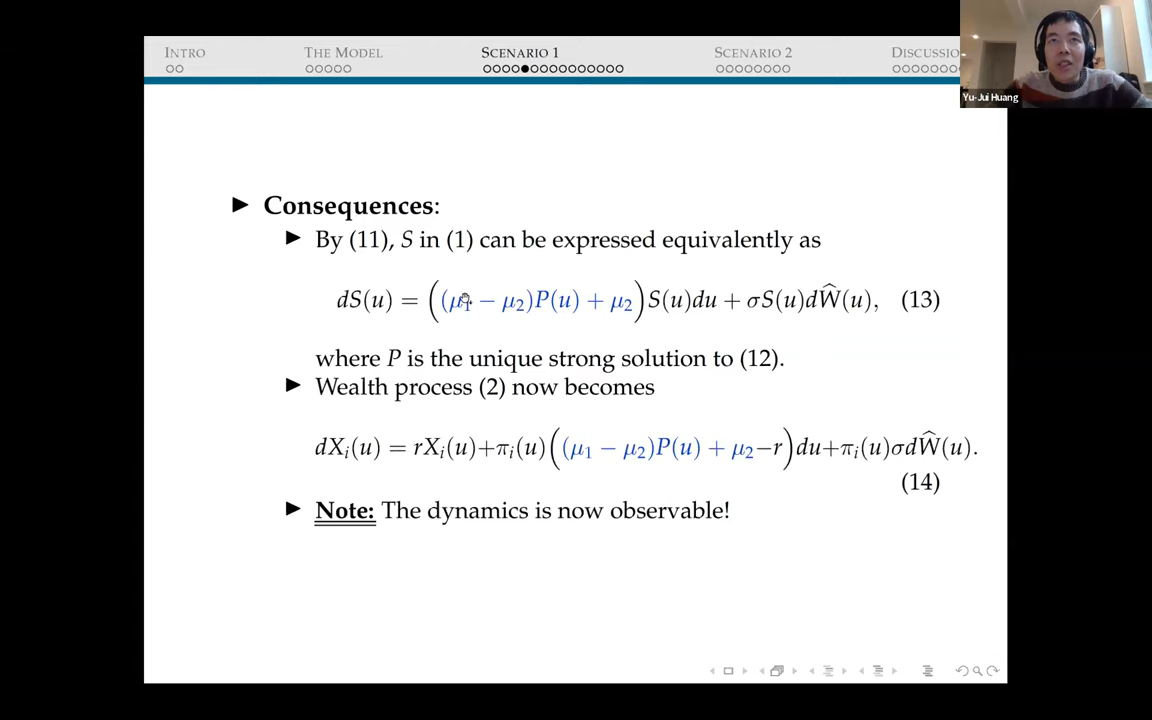 INTRO THE MODEL SCENARIO 1 SCENARIO 2 DISCUSSIO
Yu-Jui Huang
▶ Consequences:
▶ By (11), S in (1) can be expressed equivalently as
dS(u) = ((μ₁ − μ₂)P(u) + μ₂)S(u)du + σS(u)dŴ(u), (13)
where P is the unique strong solution to (12).
▶ Wealth process (2) now becomes
dXᵢ(u) = rXᵢ(u)+πᵢ(u)((μ₁ − μ₂)P(u) + μ₂−r)du+πᵢ(u)σdŴ(u).
(14)
▶ Note: The dynamics is now observable!